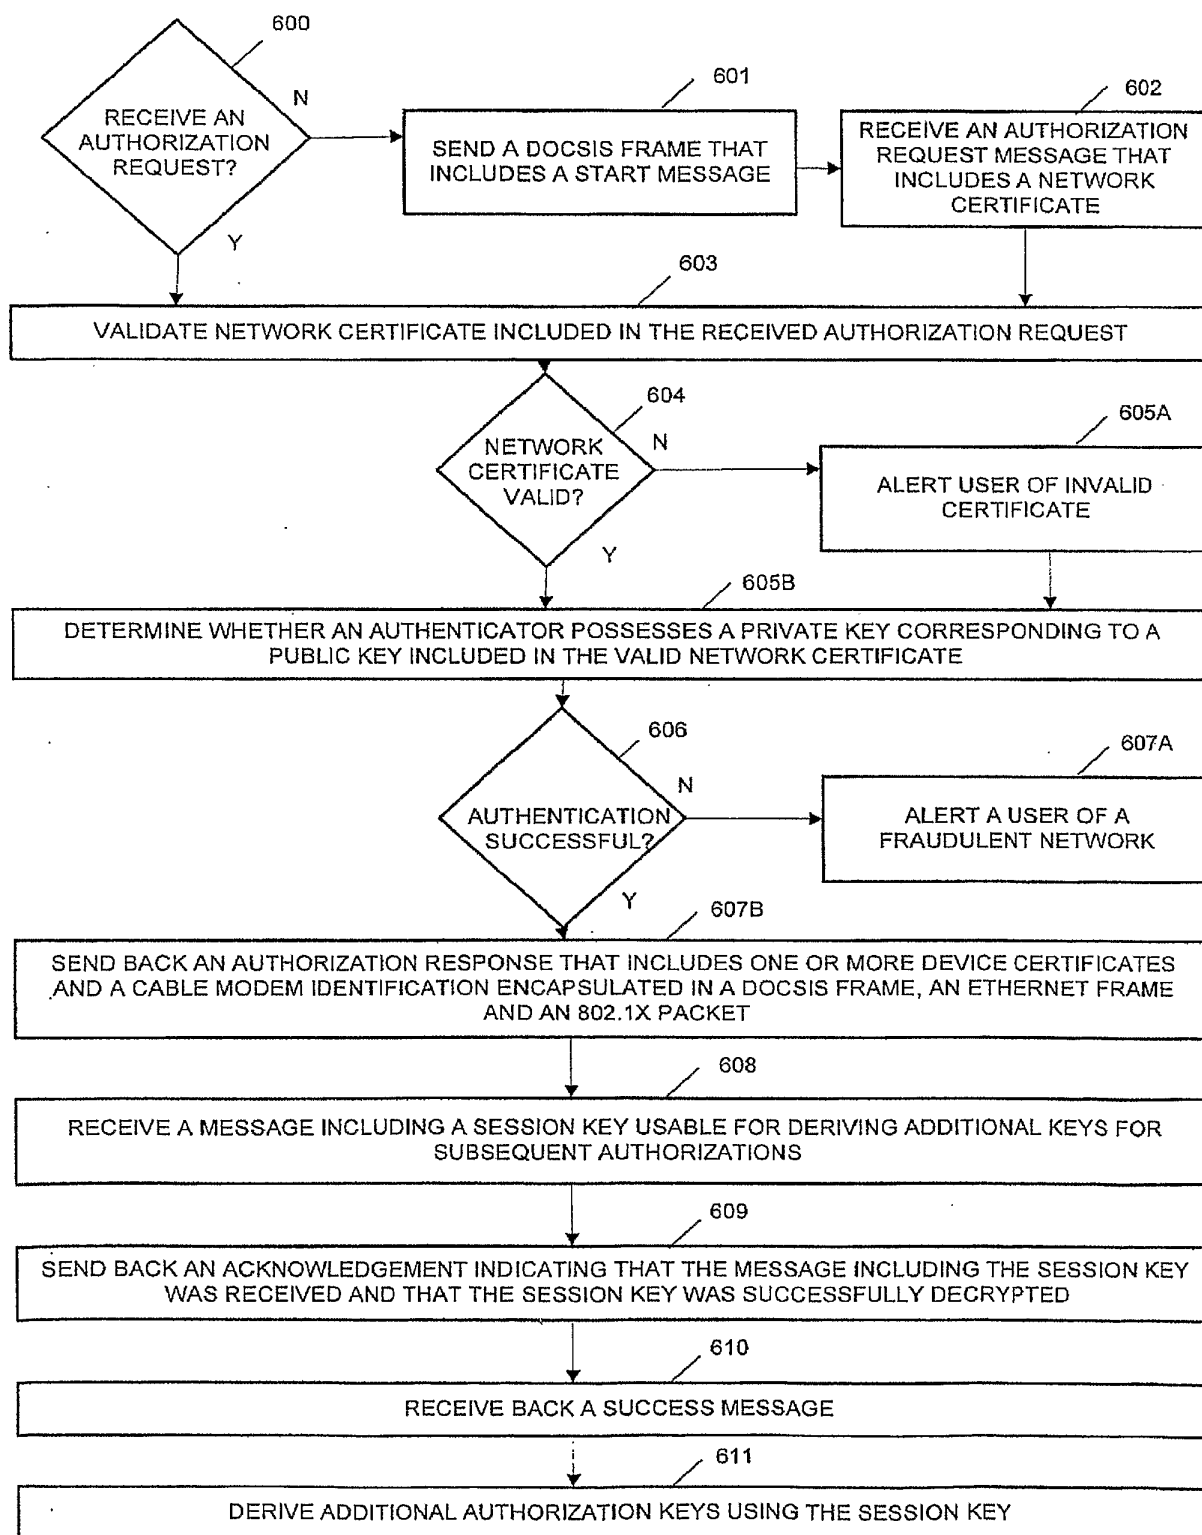 600
RECEIVE AN
AUTHORIZATION
REQUEST?
N
Y
601
SEND A DOCSIS FRAME THAT
INCLUDES A START MESSAGE
602
RECEIVE AN AUTHORIZATION
REQUEST MESSAGE THAT
INCLUDES A NETWORK
CERTIFICATE
603
VALIDATE NETWORK CERTIFICATE INCLUDED IN THE RECEIVED AUTHORIZATION REQUEST
604
NETWORK
CERTIFICATE
VALID?
N
Y
605A
ALERT USER OF INVALID
CERTIFICATE
605B
DETERMINE WHETHER AN AUTHENTICATOR POSSESSES A PRIVATE KEY CORRESPONDING TO A
PUBLIC KEY INCLUDED IN THE VALID NETWORK CERTIFICATE
606
AUTHENTICATION
SUCCESSFUL?
N
Y
607A
ALERT A USER OF A
FRAUDULENT NETWORK
607B
SEND BACK AN AUTHORIZATION RESPONSE THAT INCLUDES ONE OR MORE DEVICE CERTIFICATES
AND A CABLE MODEM IDENTIFICATION ENCAPSULATED IN A DOCSIS FRAME, AN ETHERNET FRAME
AND AN 802.1X PACKET
608
RECEIVE A MESSAGE INCLUDING A SESSION KEY USABLE FOR DERIVING ADDITIONAL KEYS FOR
SUBSEQUENT AUTHORIZATIONS
609
SEND BACK AN ACKNOWLEDGEMENT INDICATING THAT THE MESSAGE INCLUDING THE SESSION KEY
WAS RECEIVED AND THAT THE SESSION KEY WAS SUCCESSFULLY DECRYPTED
610
RECEIVE BACK A SUCCESS MESSAGE
611
DERIVE ADDITIONAL AUTHORIZATION KEYS USING THE SESSION KEY